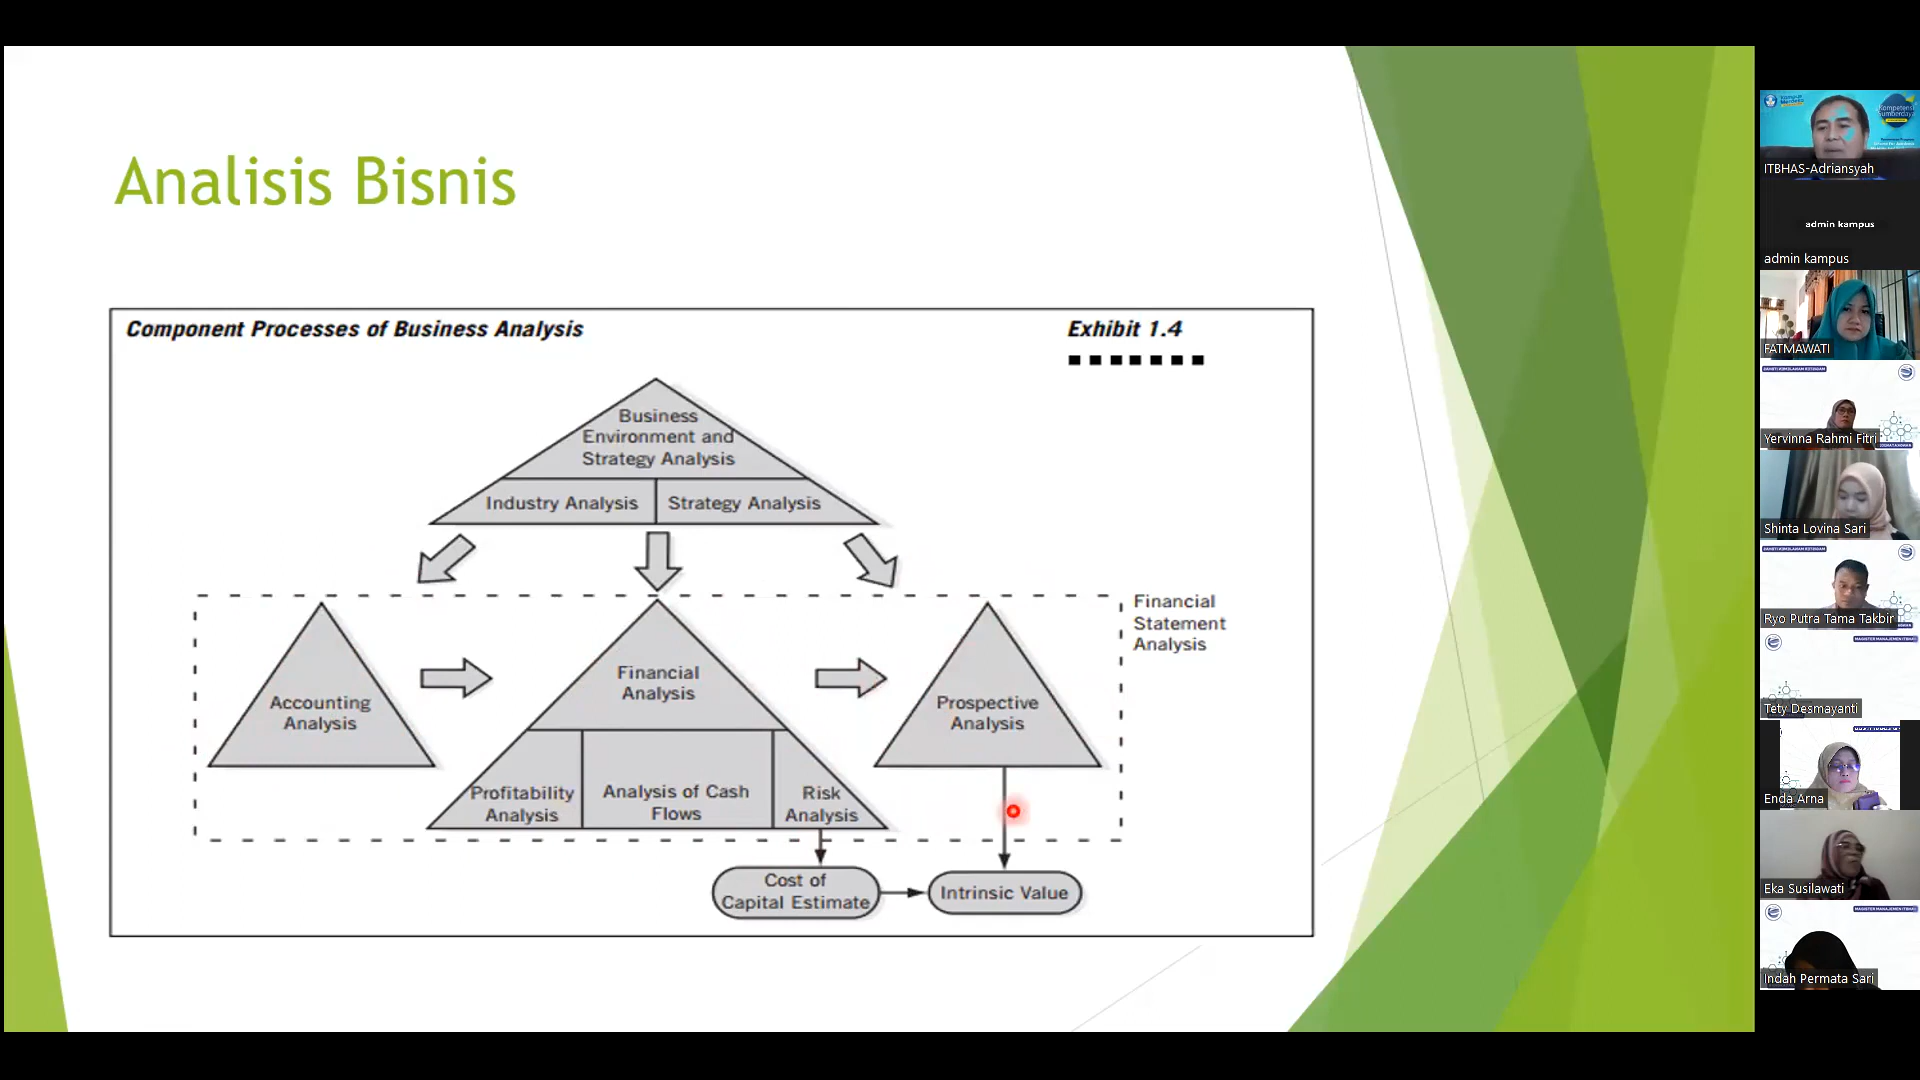 Analisis Bisnis
Component Processes of Business Analysis
Exhibit 1.4
Business
Environment and
Strategy Analysis
Industry Analysis
Strategy Analysis
Financial
Statement
Analysis
Accounting
Analysis
Financial
Analysis
Prospective
Analysis
Profitability
Analysis
Analysis of Cash
Flows
Risk
Analysis
Cost of
Capital Estimate
Intrinsic Value
ITBHAS-Adriansyah
admin kampus
admin kampus
FATMAWATI
Yervinna Rahmi Fitri
Shinta Lovina Sari
Ryo Putra Tama Takbir
Tety Desmayanti
Enda Arna
Eka Susilawati
Indah Permata Sari